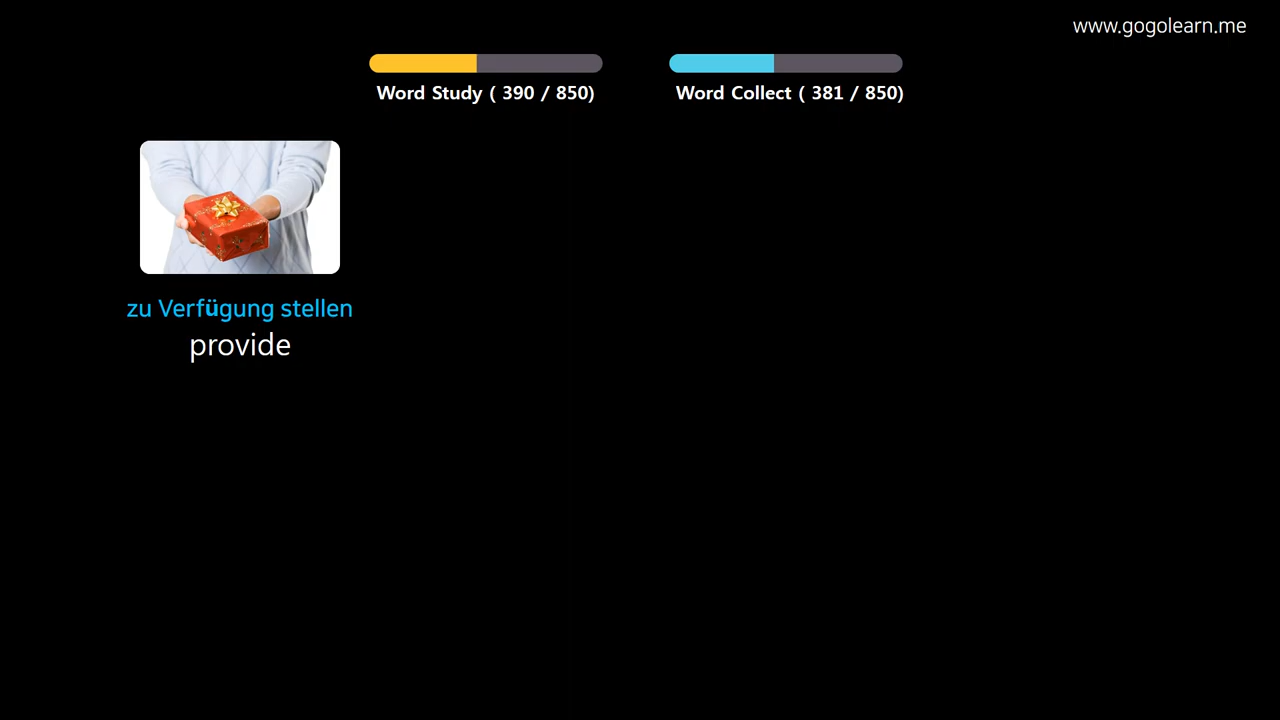 www.gogolearn.me
Word Study ( 390 / 850)
Word Collect ( 381 / 850)
zu Verfügung stellen
provide